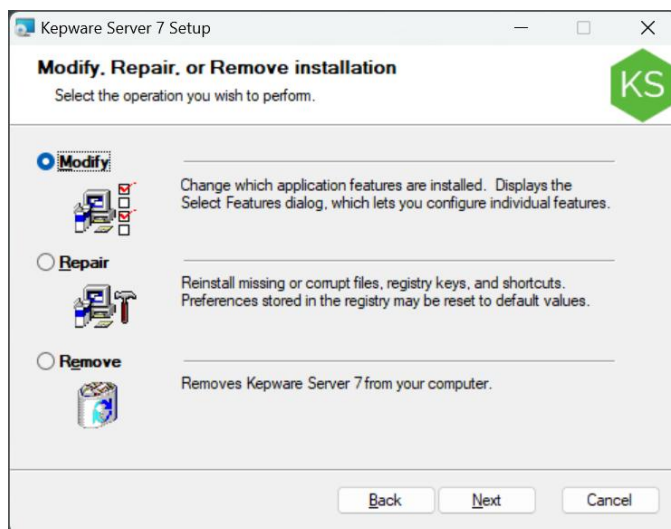 Kepware Server 7 Setup
Modify, Repair, or Remove installation
Select the operation you wish to perform.
KS
Modify
Change which application features are installed. Displays the
Select Features dialog, which lets you configure individual features.
Repair
Reinstall missing or corrupt files, registry keys, and shortcuts.
Preferences stored in the registry may be reset to default values.
Remove
Removes Kepware Server 7 from your computer.
Back
Next
Cancel